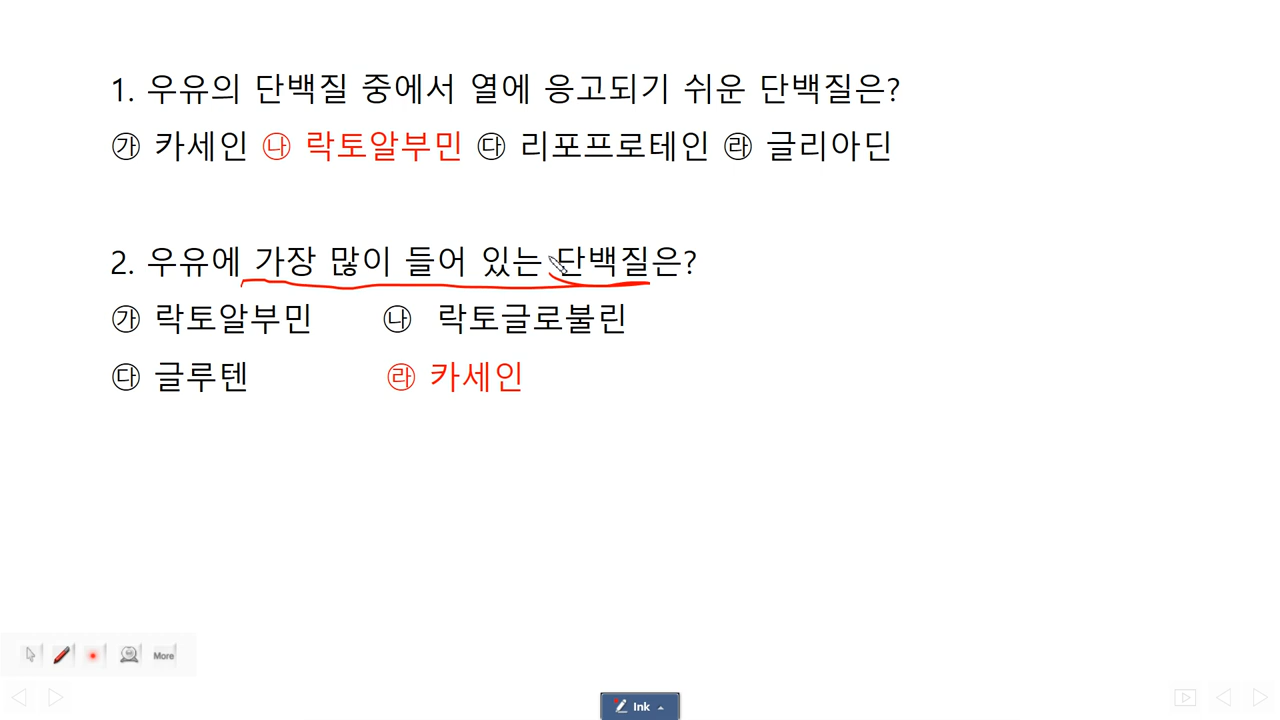 1. 우유의 단백질 중에서 열에 응고되기 쉬운 단백질은?
㉮ 카세인 ㉯ 락토알부민 ㉰ 리포프로테인 ㉱ 글리아딘
2. 우유에 가장 많이 들어 있는 단백질은?
㉮ 락토알부민 ㉯ 락토글로불린
㉰ 글루텐 ㉱ 카세인
More
Ink